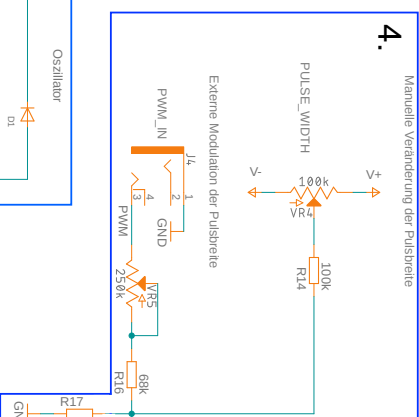 4.
Manuelle Veränderung der Pulsbreite
PULSE_WIDTH
V-
V+
100k
VR4
100k
R14
Externe Modulation der Pulsbreite
PWM_IN
J4
1
2
3
4
GND
PWM
VR5
250k
68k
R16
R17
Oszillator
D1